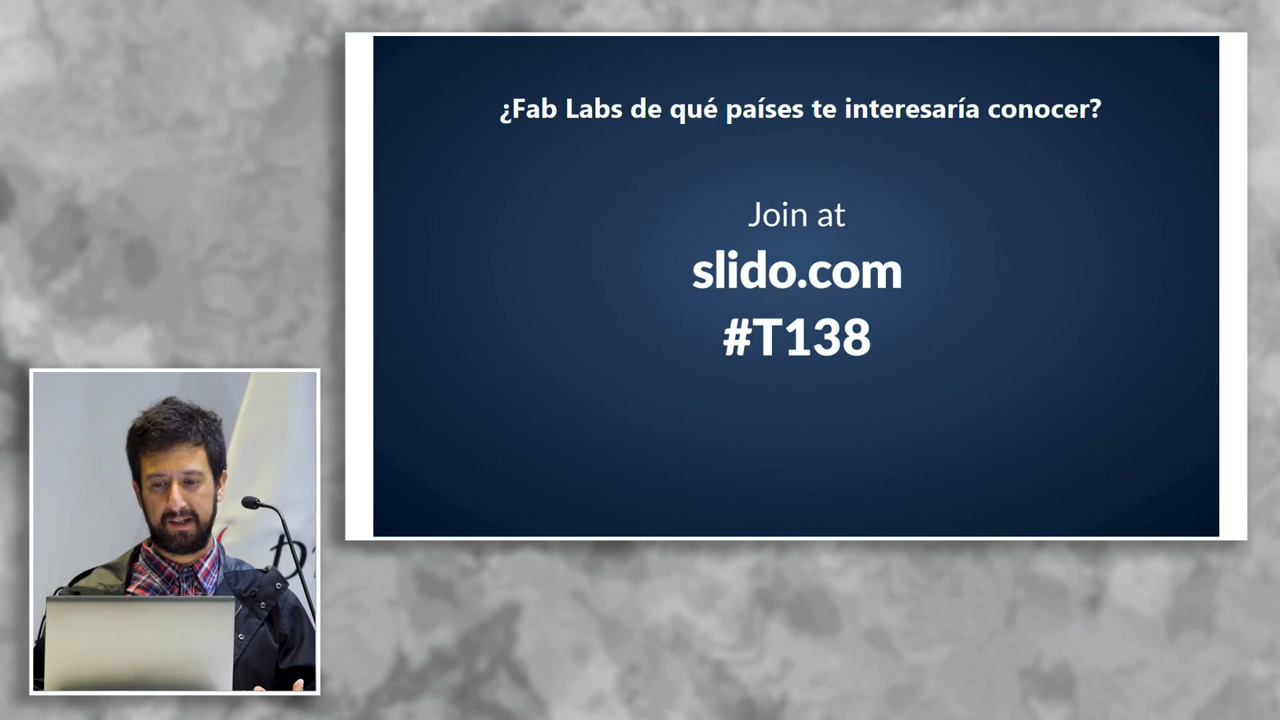 ¿Fab Labs de qué países te interesaría conocer?
Join at
slido.com
#T138